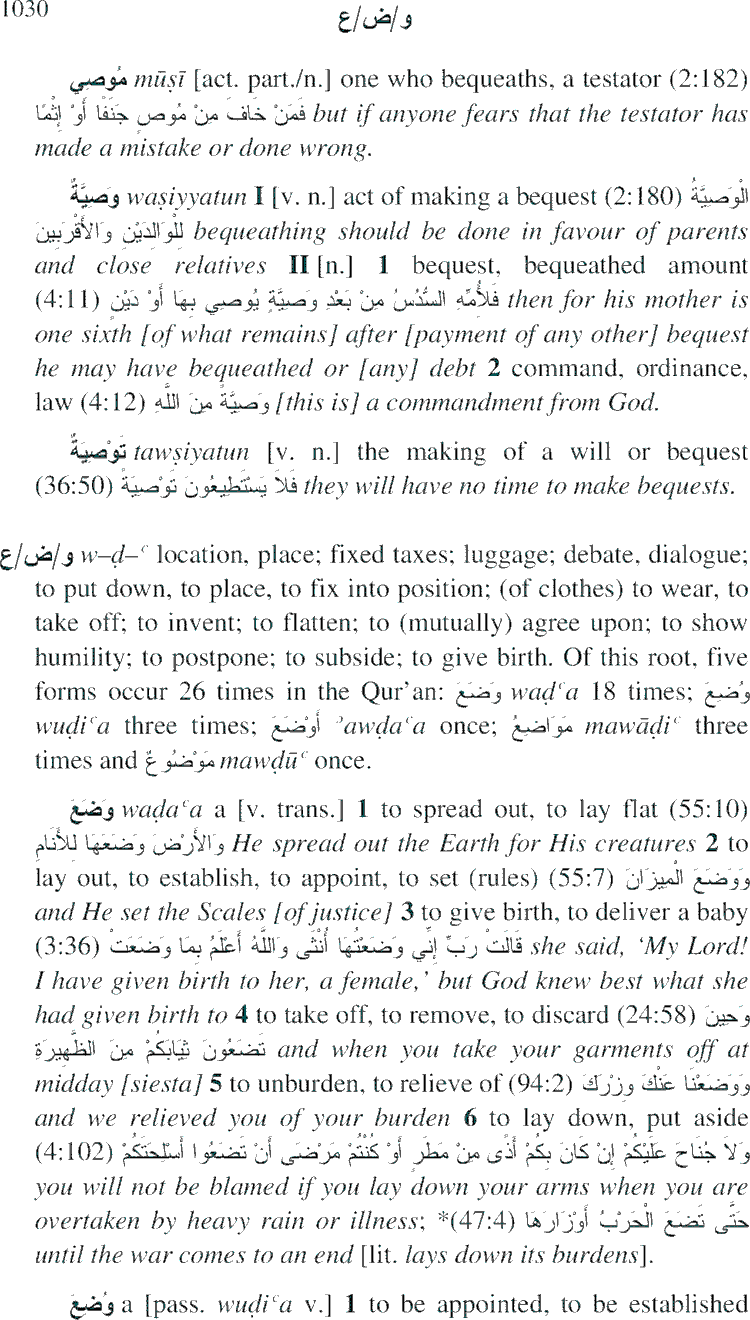 1030
و/ض/ع
مُوصِي mūṣī [act. part./n.] one who bequeaths, a testator (2:182)
فَمَنْ خَافَ مِنْ مُوصٍ جَنَفًا أَوْ إِثْمًا but if anyone fears that the testator has
made a mistake or done wrong.
وَصِيَّةٌ waṣiyyatun I [v. n.] act of making a bequest (2:180) الْوَصِيَّةُ
لِلْوَالِدَيْنِ وَالأَقْرَبِينَ bequeathing should be done in favour of parents
and close relatives II [n.] 1 bequest, bequeathed amount
(4:11) فَلأُمِّهِ السُّدُسُ مِنْ بَعْدِ وَصِيَّةٍ يُوصِي بِهَا أَوْ دَيْنٍ then for his mother is
one sixth [of what remains] after [payment of any other] bequest
he may have bequeathed or [any] debt 2 command, ordinance,
law (4:12) وَصِيَّةً مِنَ اللَّهِ [this is] a commandment from God.
تَوْصِيَةٌ tawṣiyatun [v. n.] the making of a will or bequest
(36:50) فَلاَ يَسْتَطِيعُونَ تَوْصِيَةً they will have no time to make bequests.
و/ض/ع w–ḍ–ʿ location, place; fixed taxes; luggage; debate, dialogue;
to put down, to place, to fix into position; (of clothes) to wear, to
take off; to invent; to flatten; to (mutually) agree upon; to show
humility; to postpone; to subside; to give birth. Of this root, five
forms occur 26 times in the Qur’an: وَضَعَ waḍʿa 18 times; وُضِعَ
wuḍiʿa three times; أَوْضَعَ ʾawḍaʿa once; مَوَاضِيعُ mawāḍiʿ three
times and مَوْضُوعٌ mawḍūʿ once.
وَضَعَ waḍaʿa a [v. trans.] 1 to spread out, to lay flat (55:10)
وَالأَرْضَ وَضَعَهَا لِلأَنَامِ He spread out the Earth for His creatures 2 to
lay out, to establish, to appoint, to set (rules) (55:7) وَوَضَعَ الْمِيزَانَ
and He set the Scales [of justice] 3 to give birth, to deliver a baby
(3:36) قَالَتْ رَبِّ إِنِّي وَضَعْتُهَا أُنْثَى وَاللَّهُ أَعْلَمُ بِمَا وَضَعَتْ she said, ‘My Lord!
I have given birth to her, a female,’ but God knew best what she
had given birth to 4 to take off, to remove, to discard (24:58) وَحِينَ
تَضَعُونَ ثِيَابَكُمْ مِنَ الظَّهِيرَةِ and when you take your garments off at
midday [siesta] 5 to unburden, to relieve of (94:2) وَوَضَعْنَا عَنْكَ وِزْرَكَ
and we relieved you of your burden 6 to lay down, put aside
(4:102) وَلاَ جُنَاحَ عَلَيْكُمْ إِنْ كَانَ بِكُمْ أَذًى مِنْ مَطَرٍ أَوْ كُنْتُمْ مَرْضَى أَنْ تَضَعُوا أَسْلِحَتَكُمْ
you will not be blamed if you lay down your arms when you are
overtaken by heavy rain or illness; *(47:4) حَتَّى تَضَعَ الْحَرْبُ أَوْزَارَهَا
until the war comes to an end [lit. lays down its burdens].
وُضِعَ a [pass. wuḍiʿa v.] 1 to be appointed, to be established